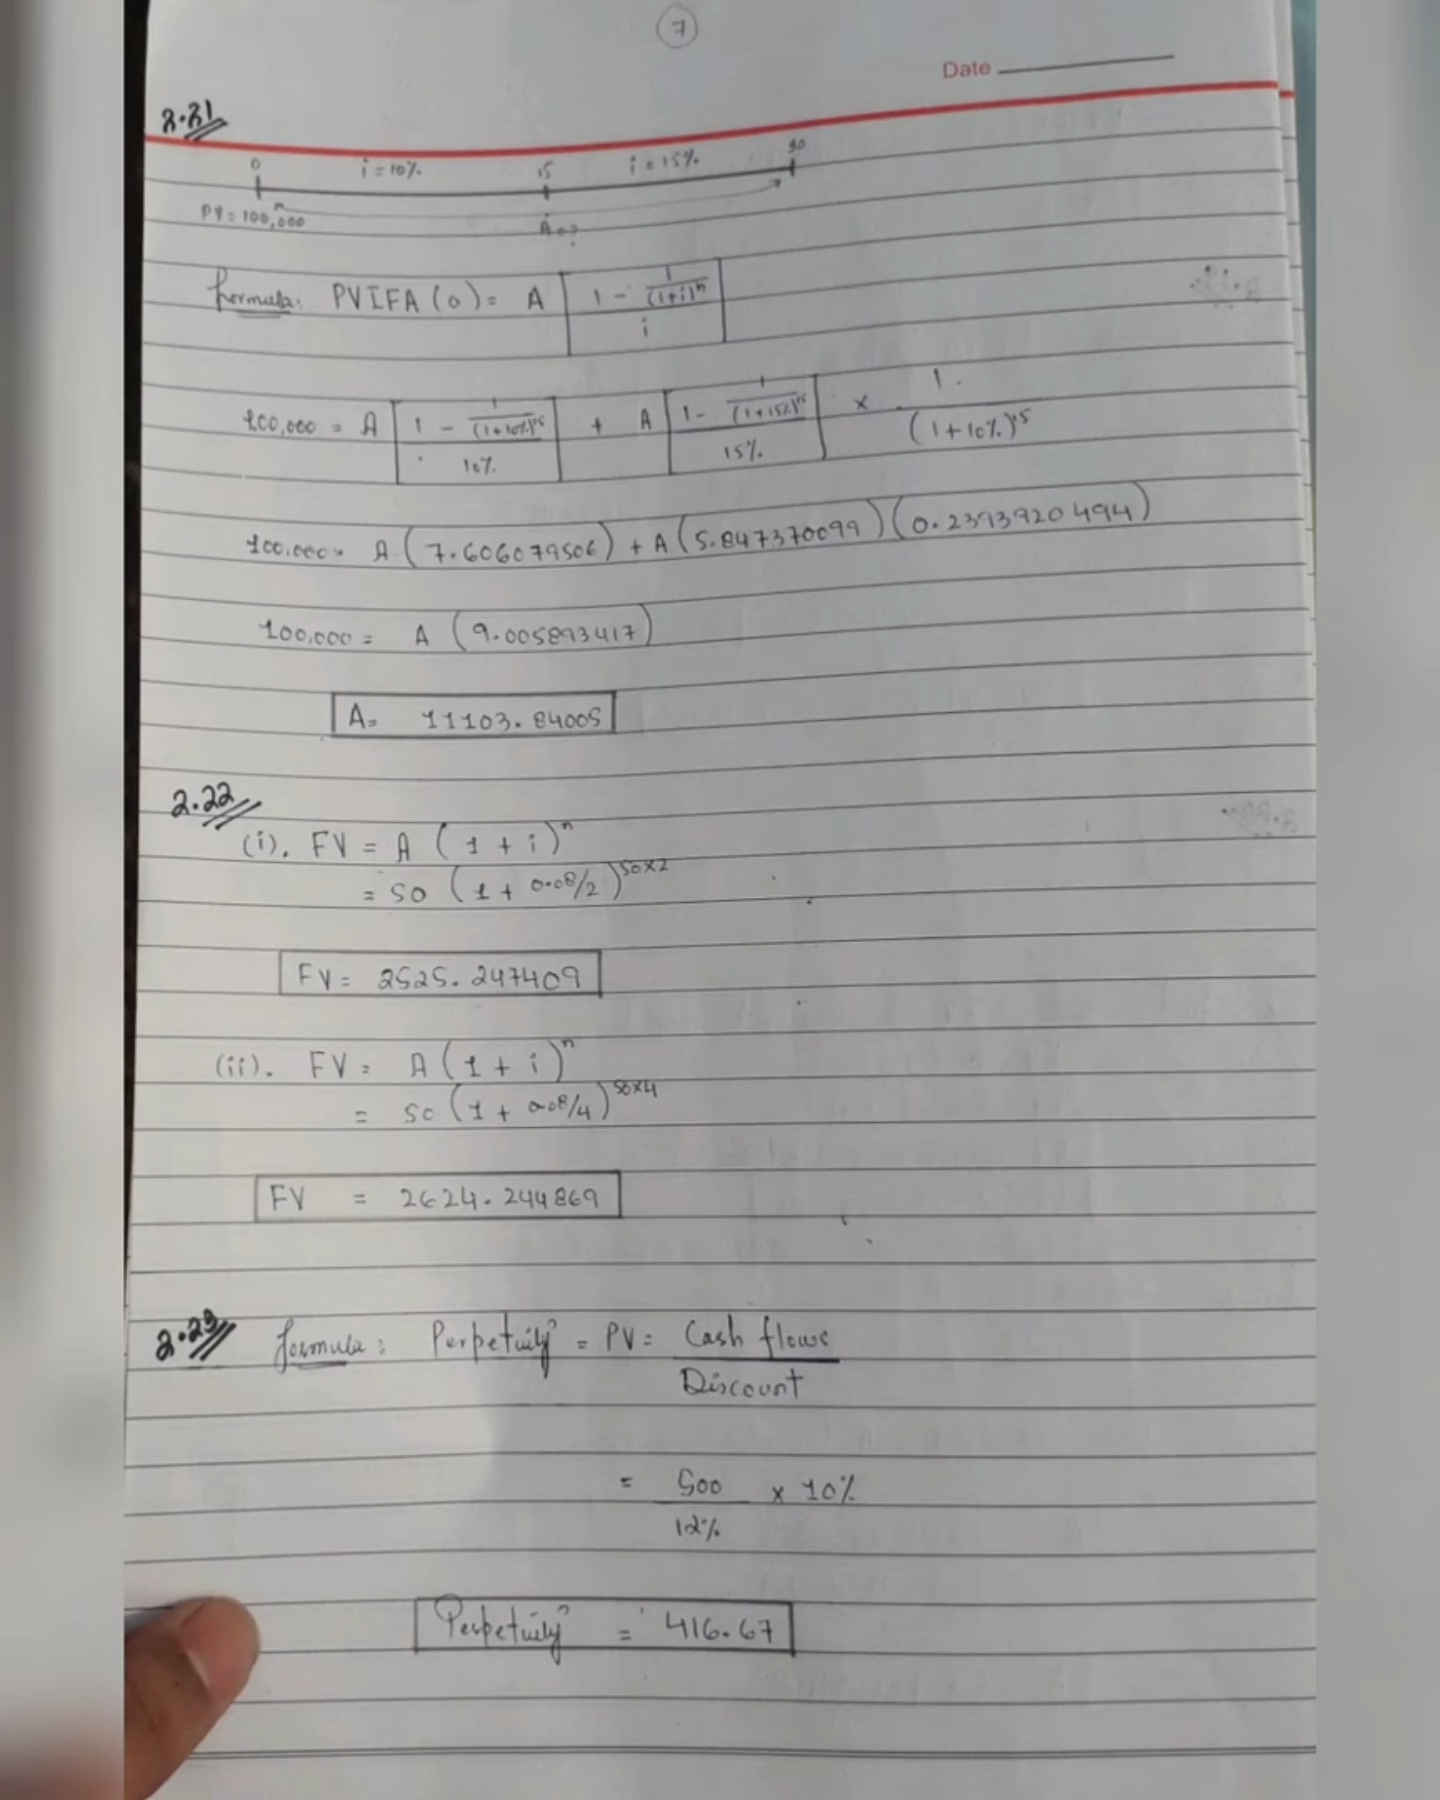 7
Date
2.21
0 i = 10% 15 i = 15% 30
PV = 100,000
A = ?
formula: PVIFA (0) = A [ 1 - 1/(1+i)^n / i ]
100,000 = A [ 1 - 1/(1+10%)^15 / 10% ] + A [ 1 - 1/(1+15%)^15 / 15% ] × 1/(1+10%)^15
100,000 = A (7.606079506) + A (5.847370099) (0.2393920494)
100,000 = A (9.005893417)
A = 11103.84005
2.22
(i). FV = A (1 + i)^n
= 50 (1 + 0.08/2)^50×2
FV = 2525.247409
(ii). FV = A (1 + i)^n
= 50 (1 + 0.08/4)^50×4
FV = 2624.244869
2.23 formula: Perpetuity = PV = Cash flows / Discount
= 500 / 12% × 10%
Perpetuity = 416.67